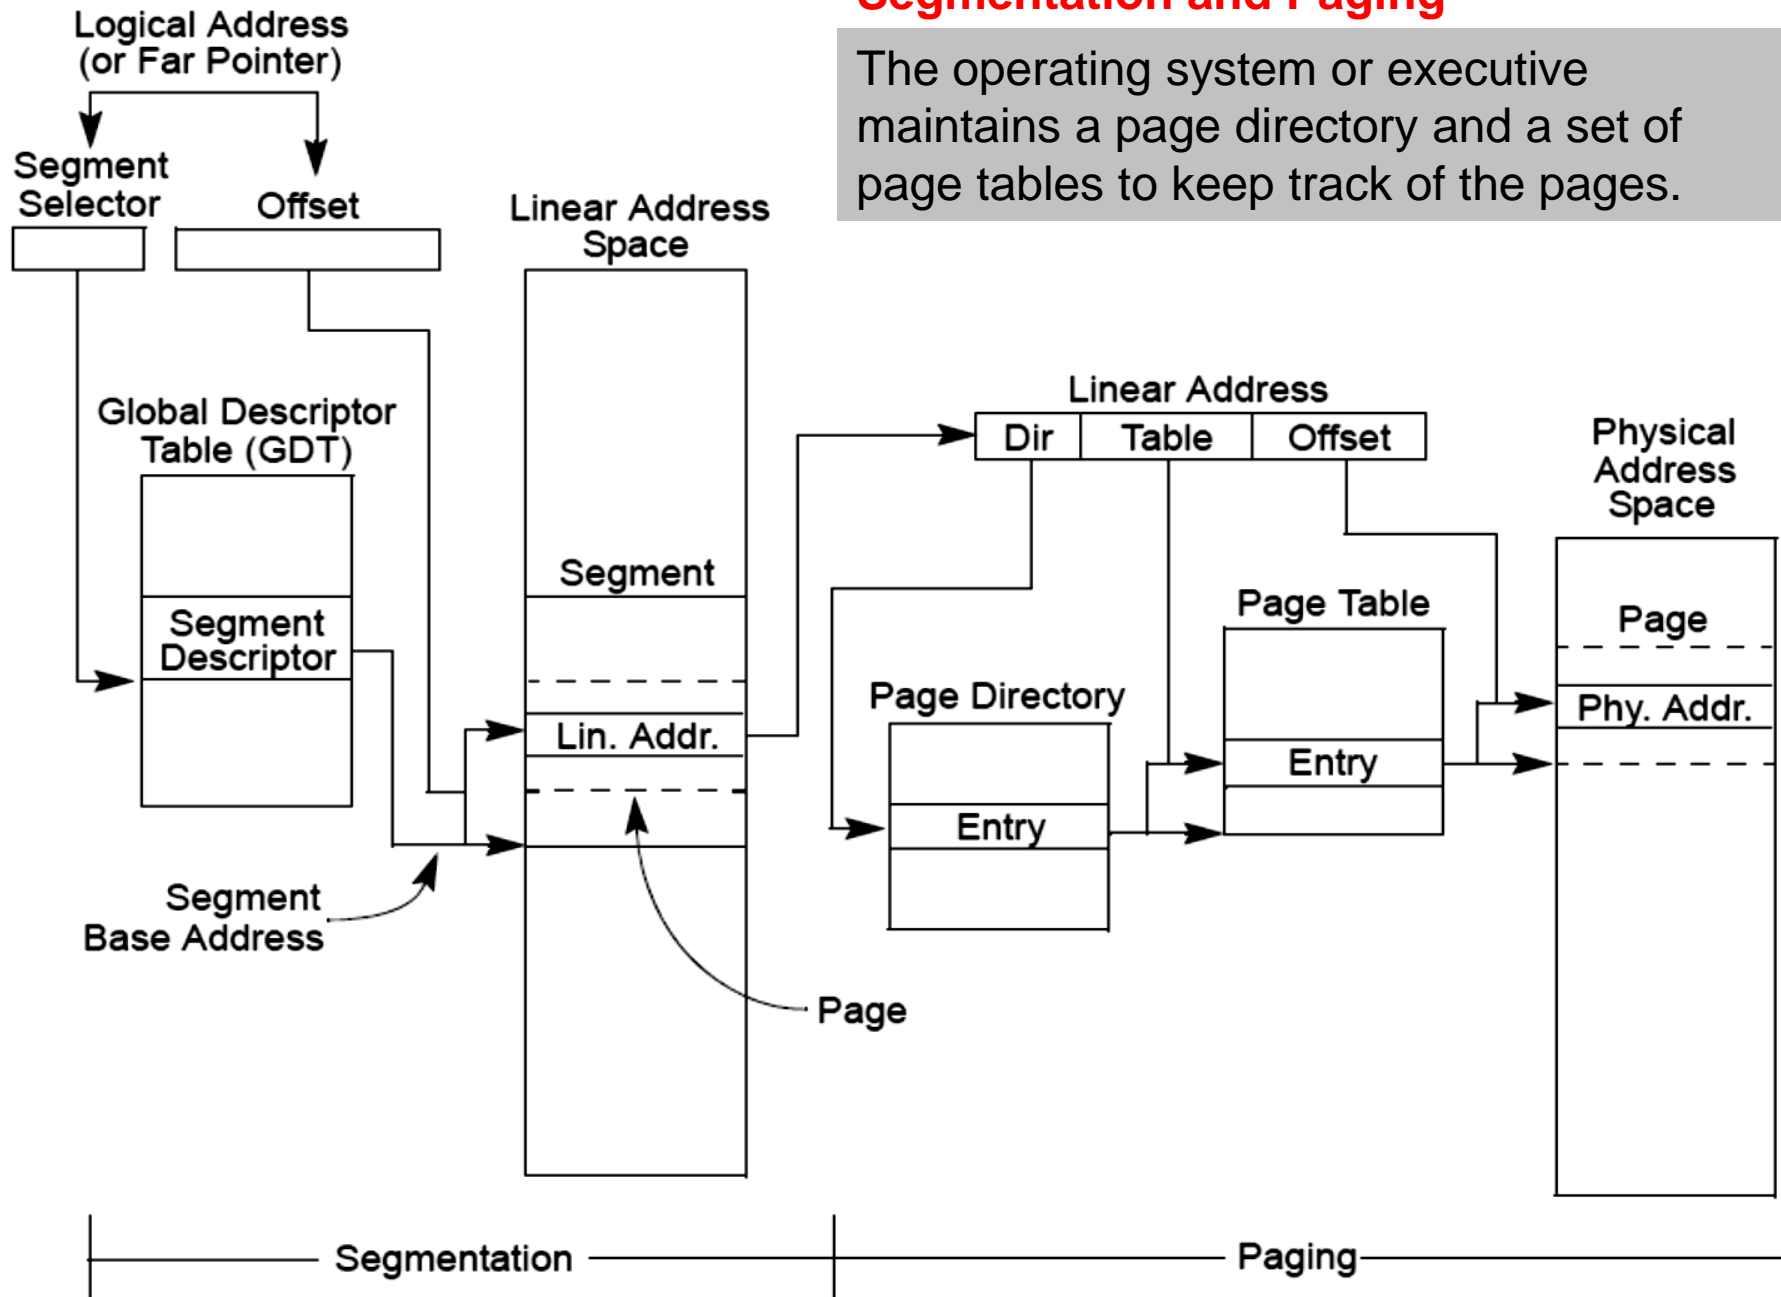 Segmentation and Paging
The operating system or executive
maintains a page directory and a set of
page tables to keep track of the pages.
Logical Address
(or Far Pointer)
Segment
Selector
Offset
Linear Address
Space
Global Descriptor
Table (GDT)
Segment
Descriptor
Segment
Base Address
Segment
Lin. Addr.
Page
Linear Address
Dir
Table
Offset
Page Directory
Entry
Page Table
Entry
Physical
Address
Space
Page
Phy. Addr.
Segmentation
Paging